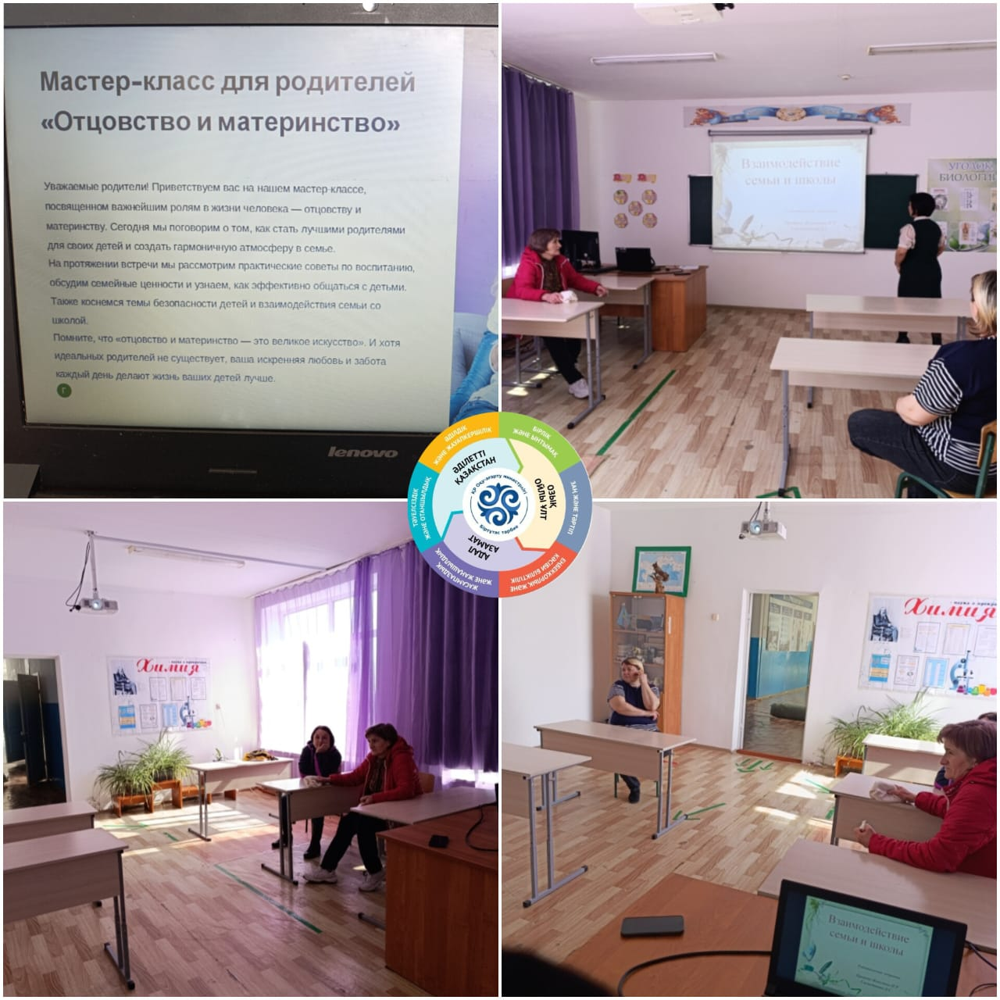 Мастер-класс для родителей
«Отцовство и материнство»
Уважаемые родители! Приветствуем вас на нашем мастер-классе,
посвященном важнейшим ролям в жизни человека — отцовству и
материнству. Сегодня мы поговорим о том, как стать лучшими родителями
для своих детей и создать гармоничную атмосферу в семье.
На протяжении встречи мы рассмотрим практические советы по воспитанию,
обсудим семейные ценности и узнаем, как эффективно общаться с детьми.
Также коснемся темы безопасности детей и взаимодействия семьи со
школой.
Помните, что «отцовство и материнство — это великое искусство». И хотя
идеальных родителей не существует, ваша искренняя любовь и забота
каждый день делают жизнь ваших детей лучше.
Г
lenovo
Взаимодействие
семьи и школы
УГОЛОК
БИОЛОГИИ
ӘДІЛДІК
ЖӘНЕ ЖАУАПКЕРШІЛІК
БІРЛІК
ЖӘНЕ ЫНТЫМАҚ
ЗАҢ ЖӘНЕ ТӘРТІП
ЕҢБЕКҚОРЛЫҚ ЖӘНЕ
КӘСІБИ БІЛІКТІЛІК
ЖАСАМПАЗДЫҚ
ЖӘНЕ ЖАҢАШЫЛДЫҚ
ТӘУЕЛСІЗДІК
ЖӘНЕ ОТАНШЫЛДЫҚ
ӘДІЛЕТТІ
ҚАЗАҚСТАН
ОЗЫҚ
ОЙЛЫ ҰЛТ
АДАЛ
АЗАМАТ
ҚР Оқу-ағарту министрлігі
Біртұтас тәрбие
Химия
Химия
Взаимодействие
семьи и школы